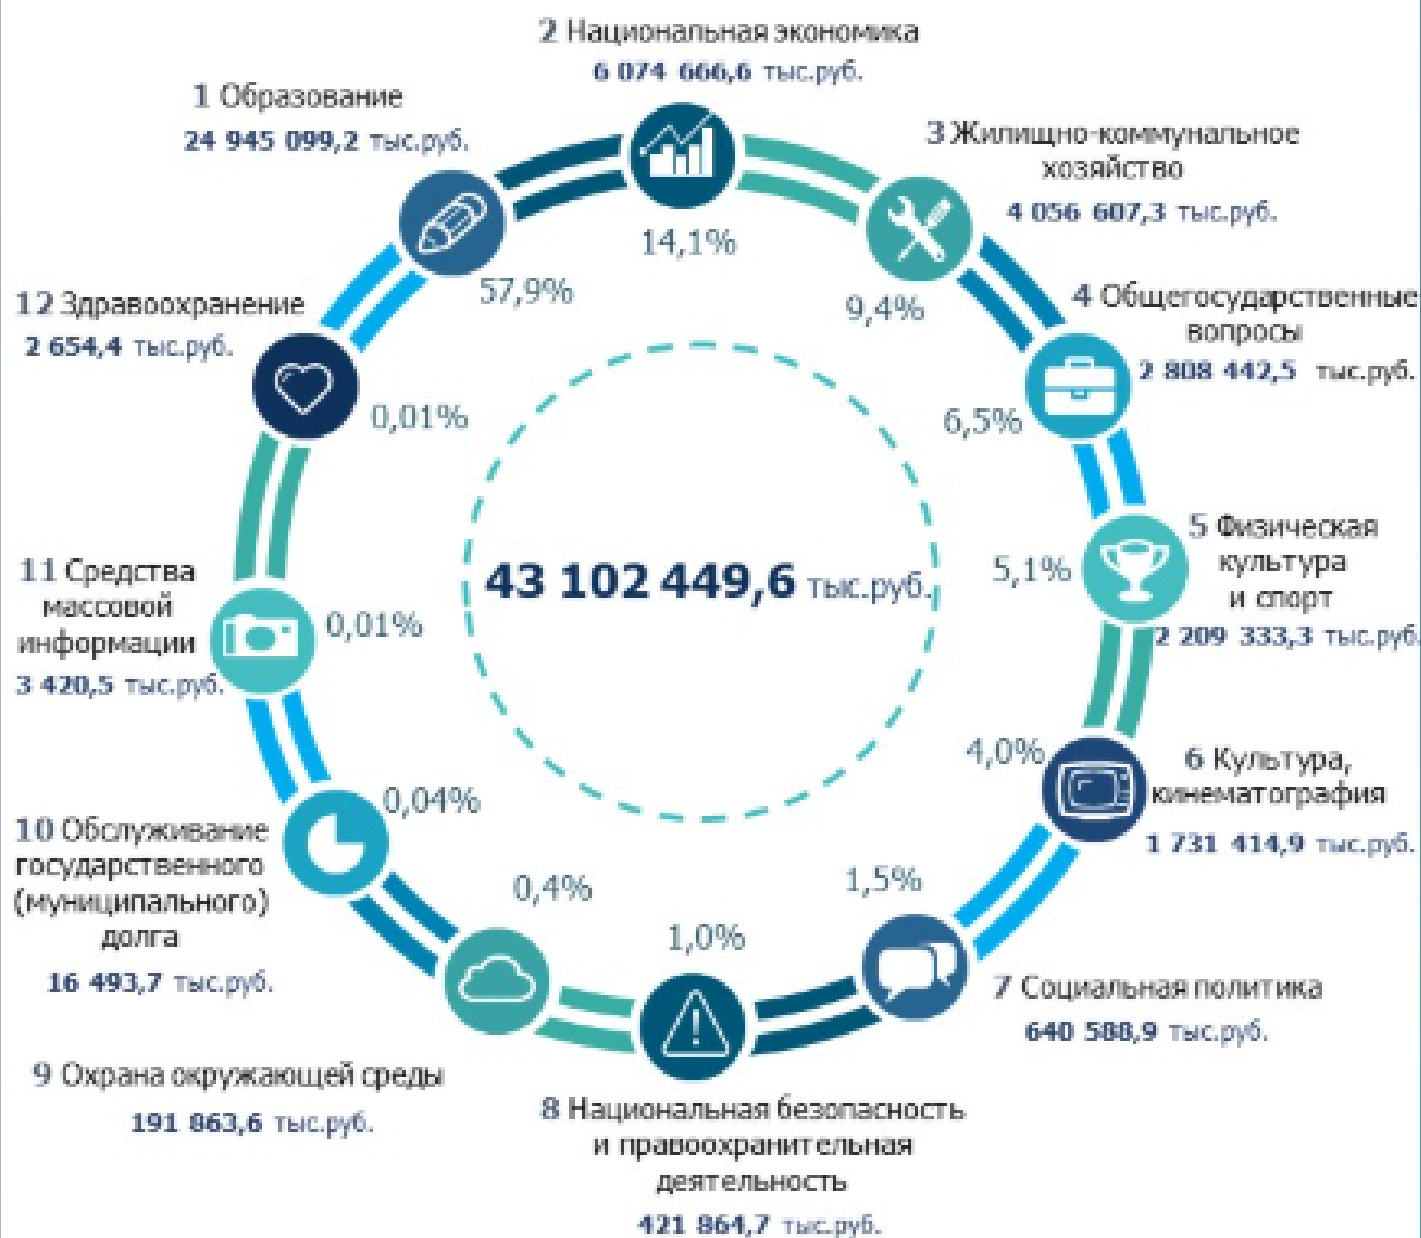 2 Национальная экономика
6 074 666,6 тыс.руб.
14,1%
1 Образование
24 945 099,2 тыс.руб.
57,9%
3 Жилищно-коммунальное
хозяйство
4 056 607,3 тыс.руб.
9,4%
4 Общегосударственные
вопросы
2 808 442,5 тыс.руб.
6,5%
5 Физическая
культура
и спорт
2 209 333,3 тыс.руб.
5,1%
6 Культура,
кинематография
1 731 414,9 тыс.руб.
4,0%
7 Социальная политика
640 588,9 тыс.руб.
1,5%
8 Национальная безопасность
и правоохранительная
деятельность
421 864,7 тыс.руб.
1,0%
9 Охрана окружающей среды
191 863,6 тыс.руб.
0,4%
10 Обслуживание
государственного
(муниципального)
долга
16 493,7 тыс.руб.
0,04%
11 Средства
массовой
информации
3 420,5 тыс.руб.
0,01%
12 Здравоохранение
2 654,4 тыс.руб.
0,01%
43 102 449,6 тыс.руб.